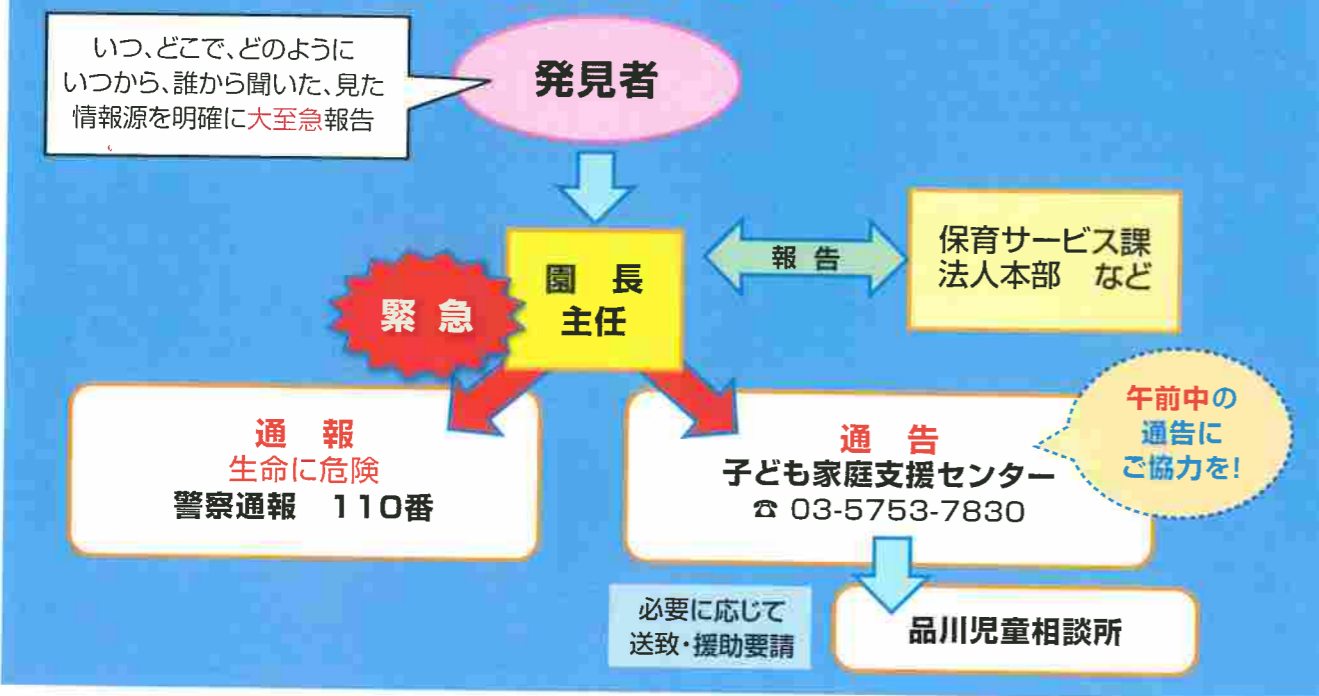 いつ、どこで、どのように
いつから、誰から聞いた、見た
情報源を明確に大至急報告
発見者
園 長
主任
緊 急
報 告
保育サービス課
法人本部 など
通 報
生命に危険
警察通報 110番
通 告
子ども家庭支援センター
☎ 03-5753-7830
午前中の
通告に
ご協力を!
必要に応じて
送致・援助要請
品川児童相談所